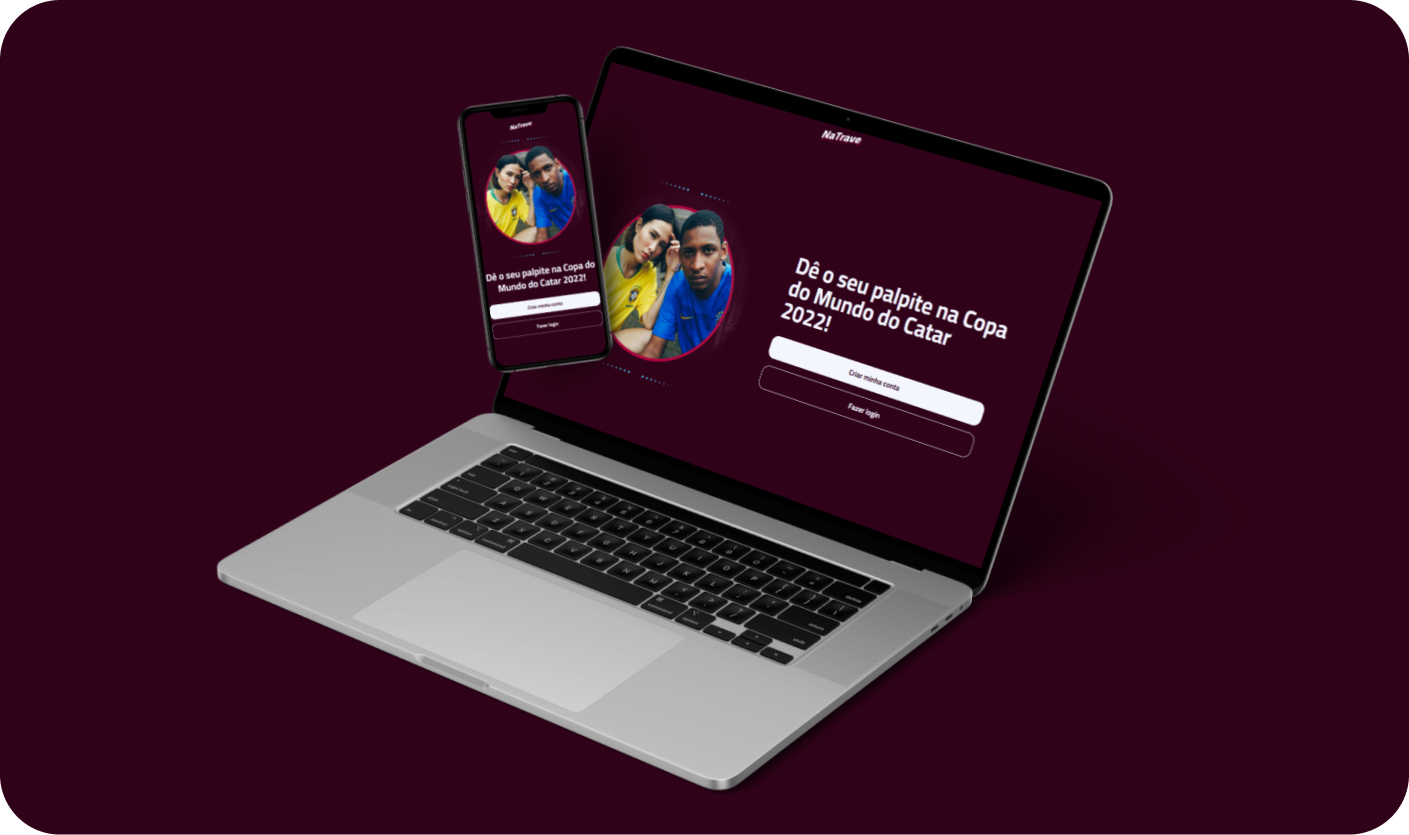 NaTrave
Dê o seu palpite na Copa do
Mundo do Catar 2022!
Criar minha conta
Fazer login
NaTrave
Dê o seu palpite na Copa
do Mundo do Catar
2022!
Criar minha conta
Fazer login